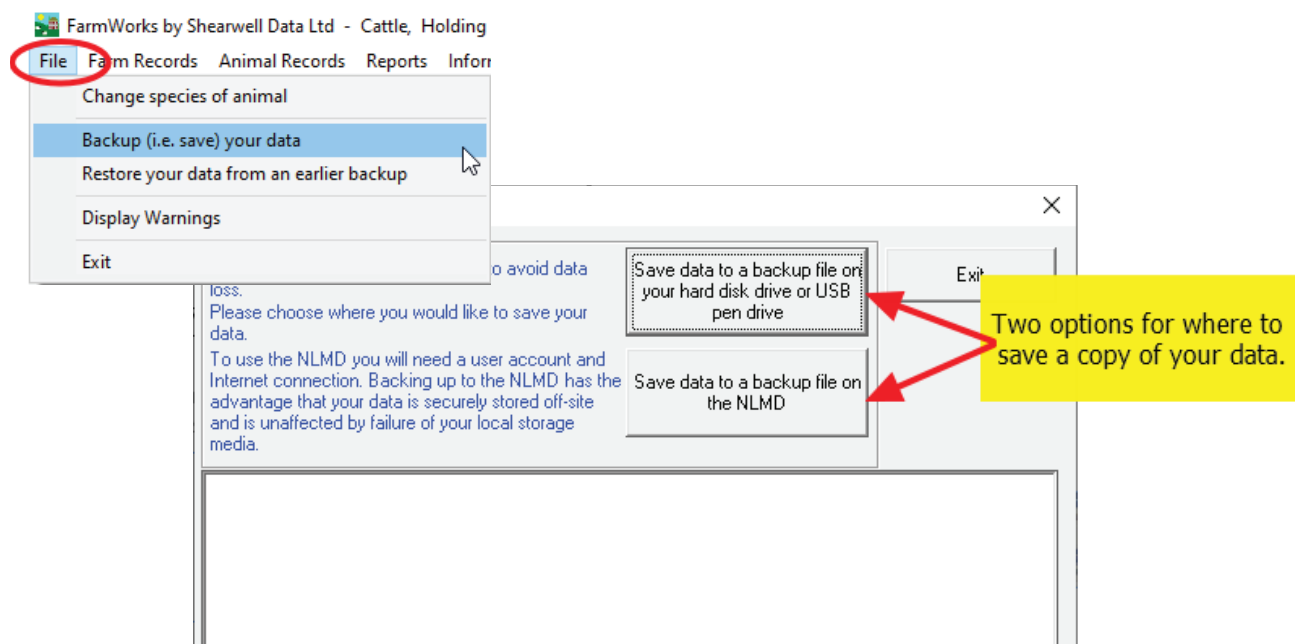 FarmWorks by Shearwell Data Ltd - Cattle, Holding
File Farm Records Animal Records Reports
Change species of animal
Backup (i.e. save) your data
Restore your data from an earlier backup
Display Warnings
Exit
to avoid data
loss.
Please choose where you would like to save your
data.
To use the NLMD you will need a user account and
Internet connection. Backing up to the NLMD has the
advantage that your data is securely stored off-site
and is unaffected by failure of your local storage
media.
Save data to a backup file on
your hard disk drive or USB
pen drive
Save data to a backup file on
the NLMD
Exit
Two options for where to
save a copy of your data.